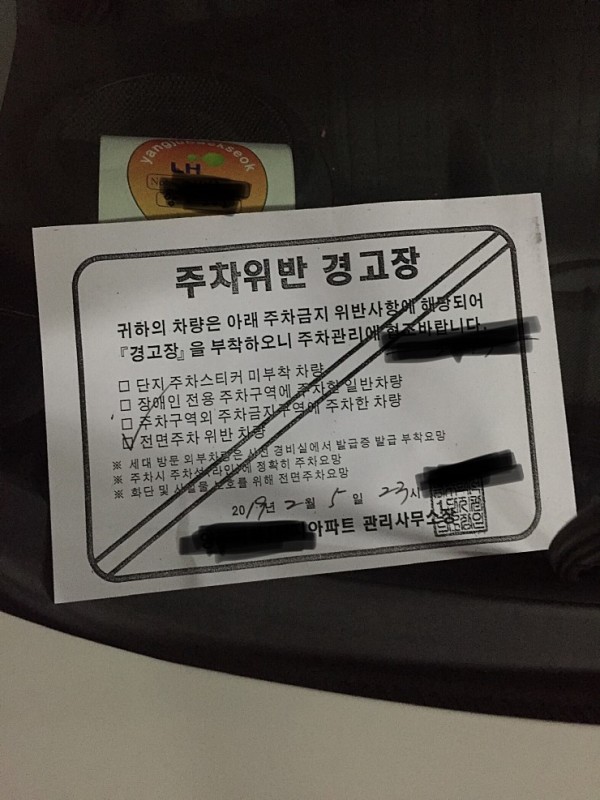 LH
주차위반 경고장
귀하의 차량은 아래 주차금지 위반사항에 해당되어
『경고장』을 부착하오니 주차관리에 협조바랍니다.
□ 단지 주차스티커 미부착 차량
□ 장애인 전용 주차구역에 주차한 일반차량
□ 주차구역외 주차금지구역에 주차한 차량
☑ 전면주차 위반 차량
※ 세대 방문 외부차량은 사전 경비실에서 발급증 발급 부착요망
※ 주차시 주차선(라인)에 정확히 주차요망
※ 화단 및 시설물 보호를 위해 전면주차요망
2019년 2월 5일 23시
아파트 관리사무소장